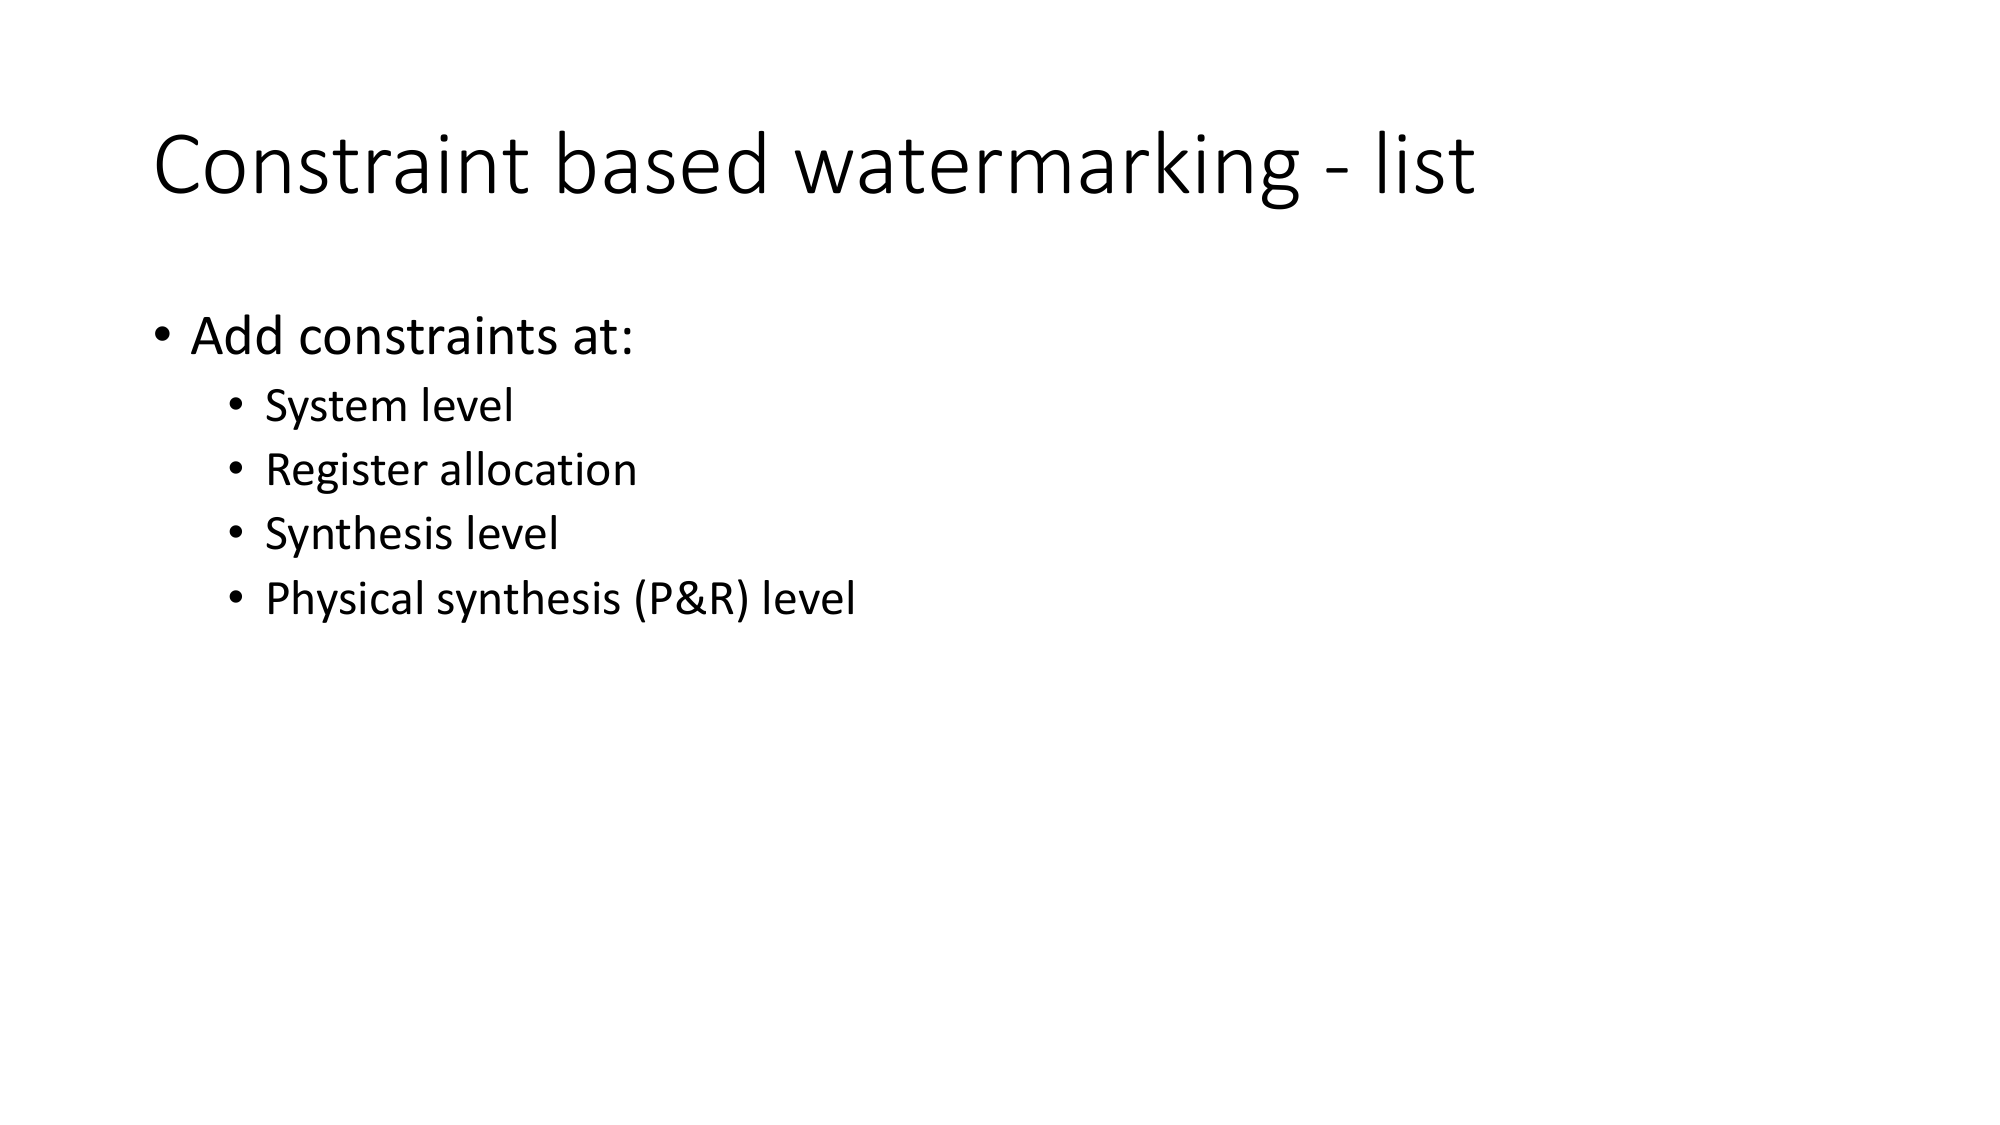 Constraint based watermarking - list
• Add constraints at:
• System level
• Register allocation
• Synthesis level
• Physical synthesis (P&R) level